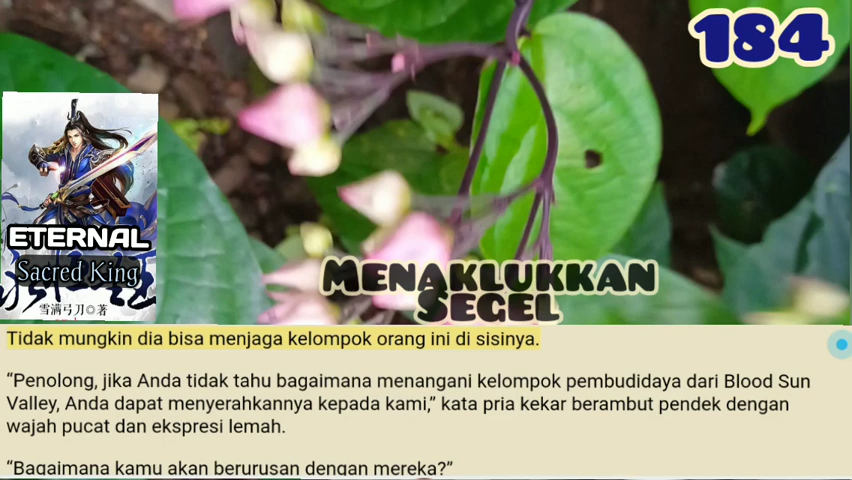 184
ETERNAL
Sacred King
雪满弓刀◎著
MENAKLUKKAN
SEGEL
Tidak mungkin dia bisa menjaga kelompok orang ini di sisinya.
“Penolong, jika Anda tidak tahu bagaimana menangani kelompok pembudidaya dari Blood Sun
Valley, Anda dapat menyerahkannya kepada kami,” kata pria kekar berambut pendek dengan
wajah pucat dan ekspresi lemah.
“Bagaimana kamu akan berurusan dengan mereka?”